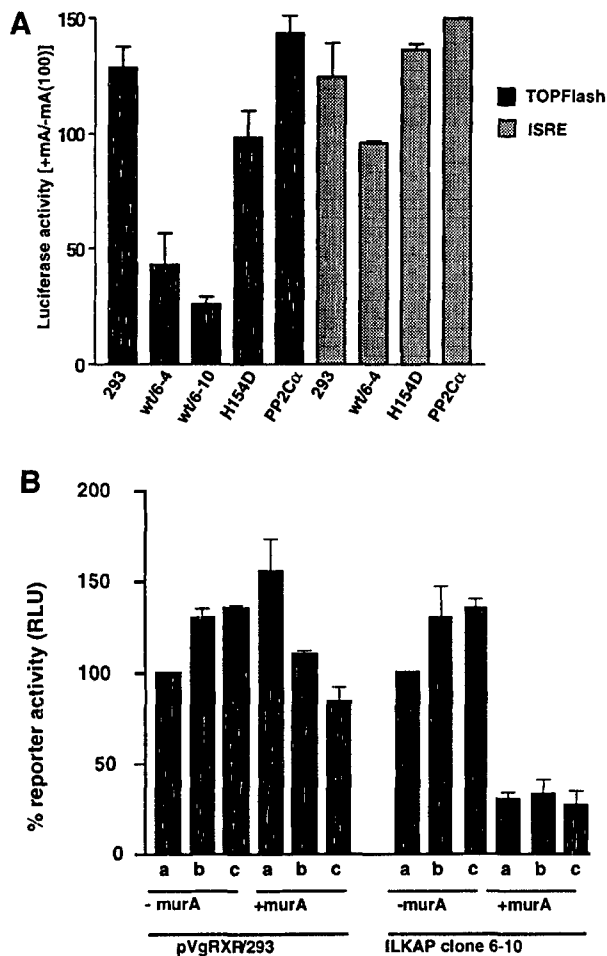 A
Luciferase activity [+mA/-mA(100)]
150
100
50
0
293
wt/6-4
wt/6-10
H154D
PP2Cα
293
wt/6-4
H154D
PP2Cα
TOPFlash
ISRE
B
% reporter activity (RLU)
200
150
100
50
0
a b c a b c a b c a b c
- murA +murA -murA +murA
pVgRXR/293 ILKAP clone 6-10